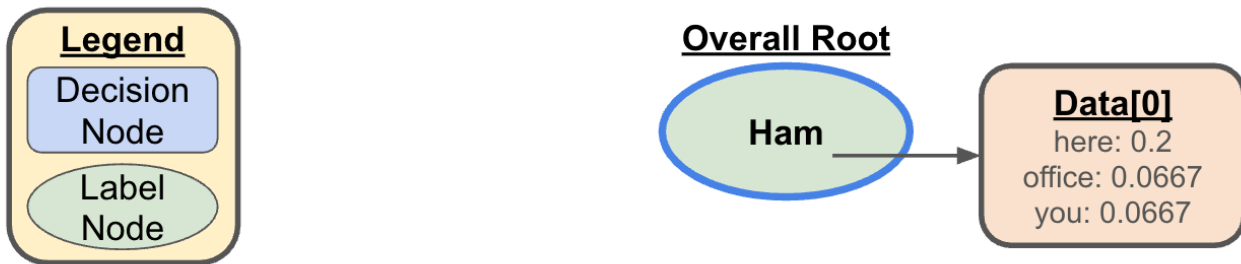 Legend
Decision
Node
Label
Node
Overall Root
Ham
Data[0]
here: 0.2
office: 0.0667
you: 0.0667